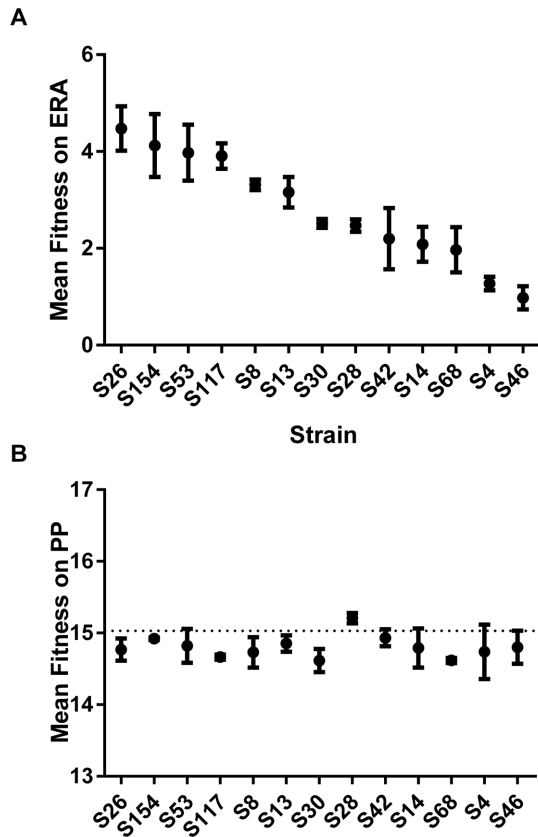 A
Mean Fitness on ERA
6
4
2
0
S26 S154 S53 S117 S8 S13 S30 S28 S42 S14 S68 S4 S46
Strain
B
Mean Fitness on PP
17
16
15
14
13
S26 S154 S53 S117 S8 S13 S30 S28 S42 S14 S68 S4 S46